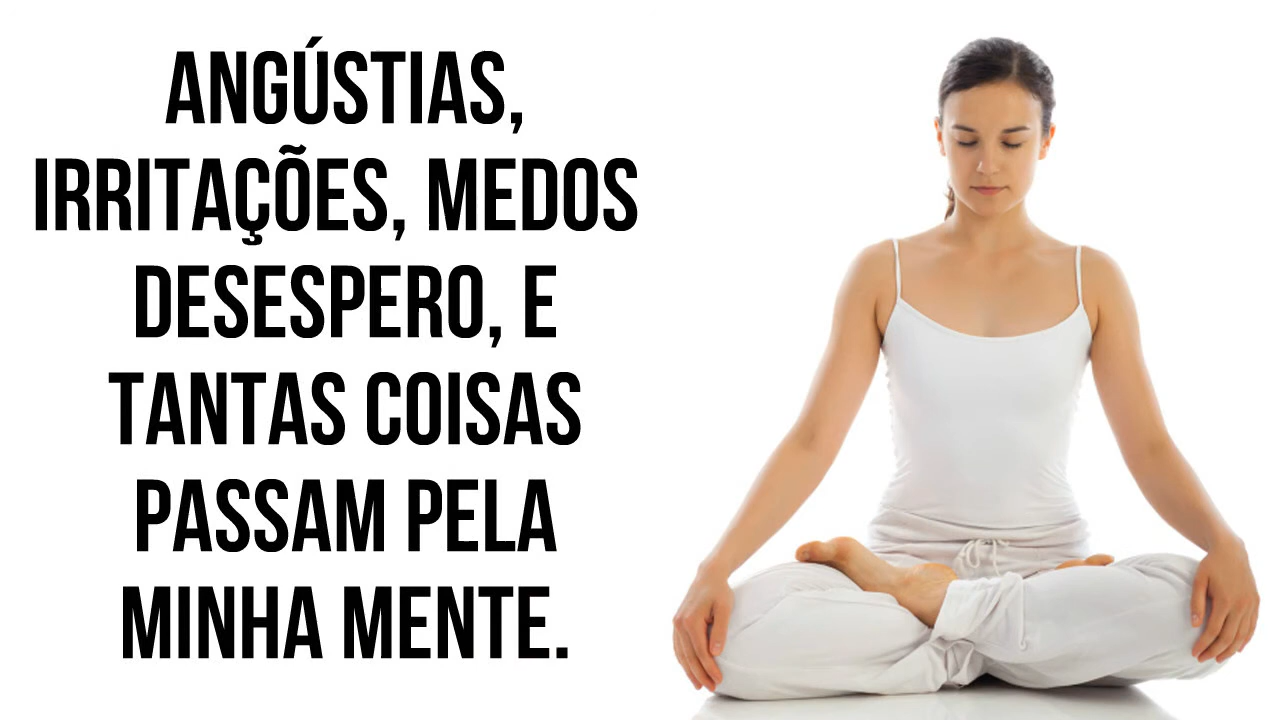 ANGÚSTIAS,
IRRITAÇÕES, MEDOS
DESESPERO, E
TANTAS COISAS
PASSAM PELA
MINHA MENTE.